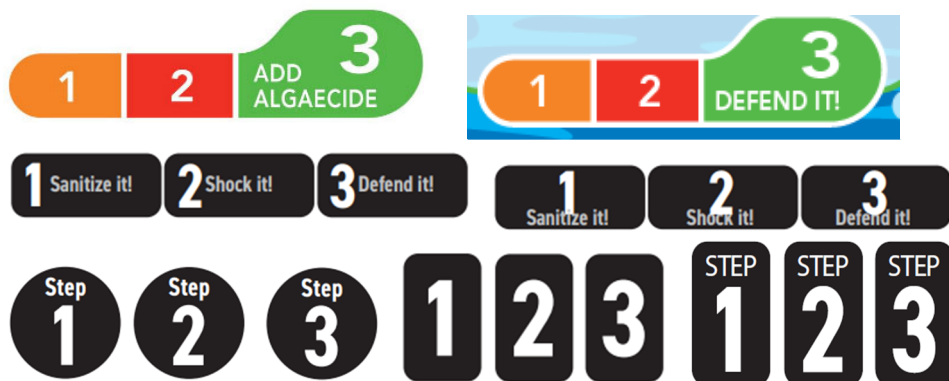 1 2 ADD 3
ALGAECIDE
1 2 3
DEFEND IT!
1 Sanitize it! 2 Shock it! 3 Defend it!
1 2 3
Sanitize it! Shock it! Defend it!
Step Step Step
1 2 3
1 2 3
STEP STEP STEP
1 2 3